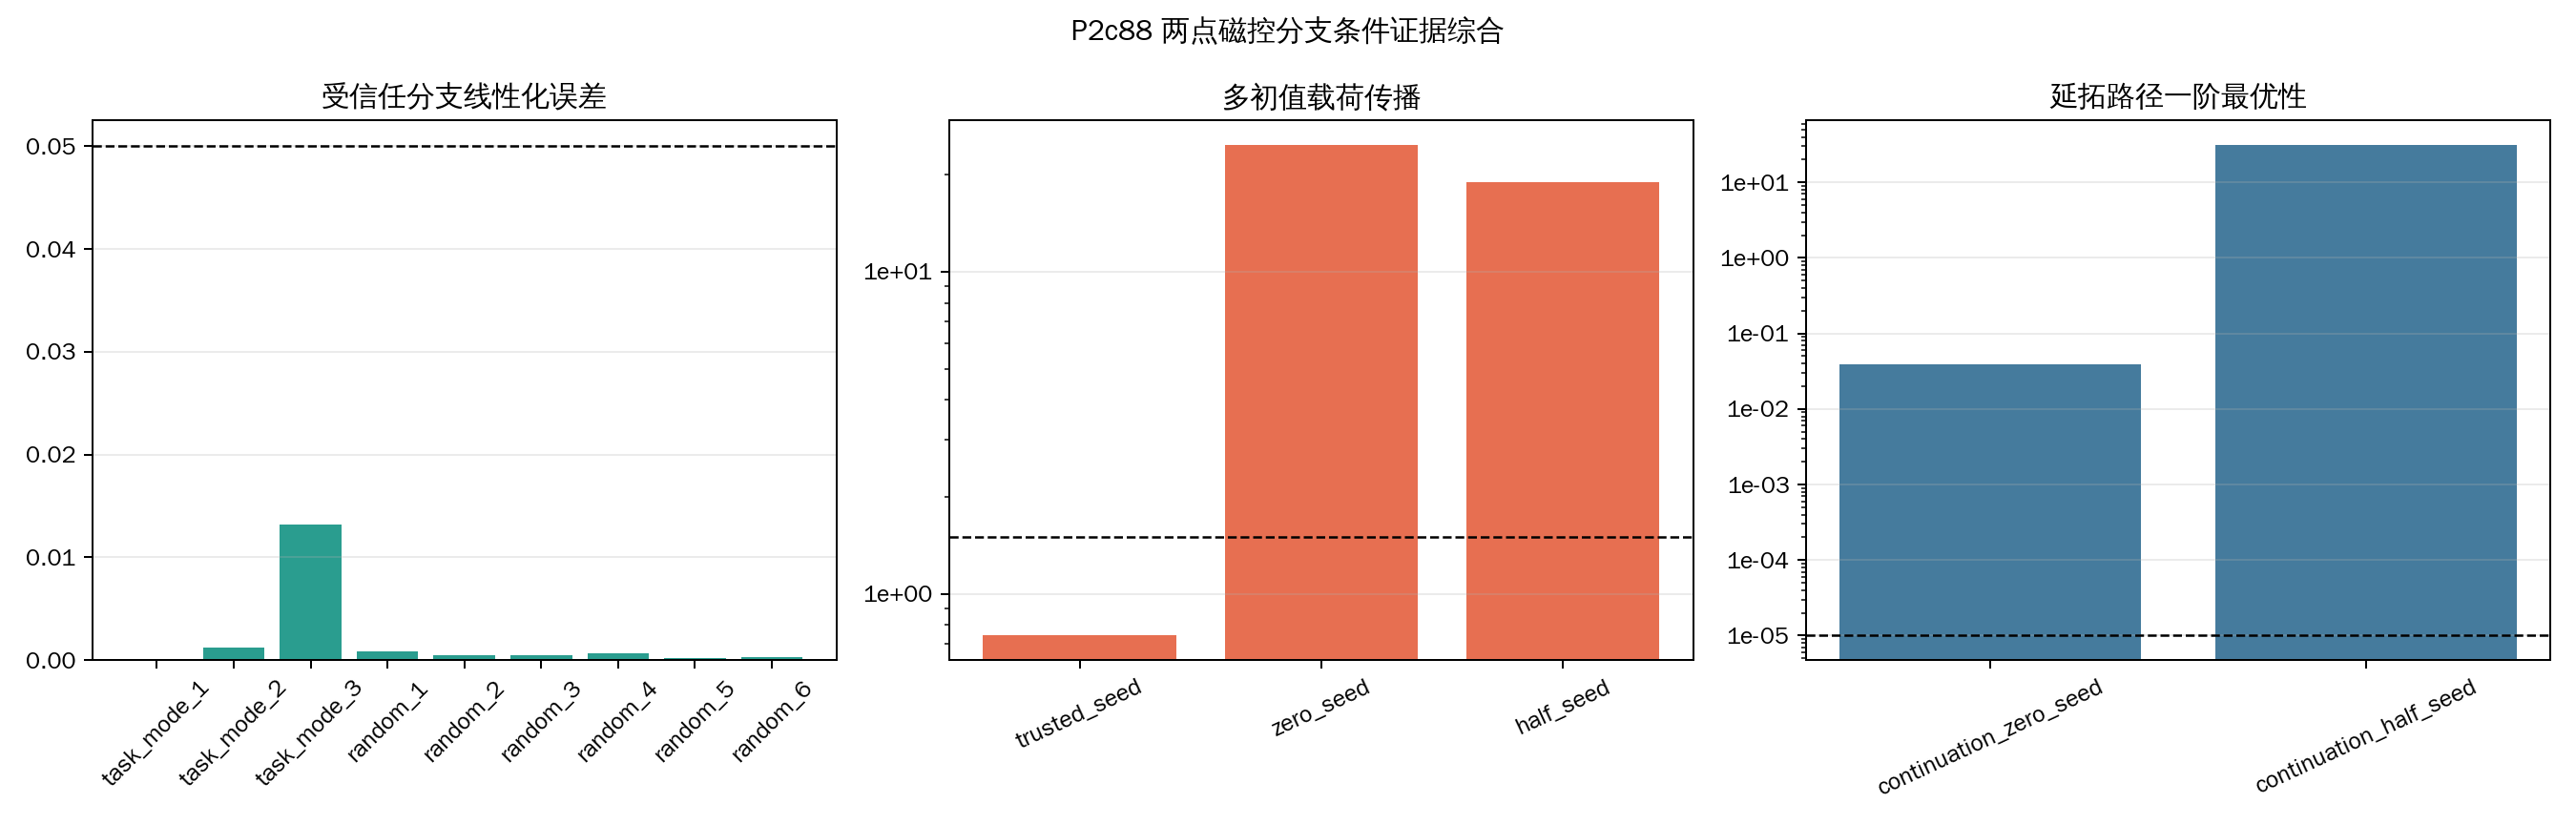 P2c88 两点磁控分支条件证据综合
受信任分支线性化误差
0.05
0.04
0.03
0.02
0.01
0.00
task_mode_1
task_mode_2
task_mode_3
random_1
random_2
random_3
random_4
random_5
random_6
多初值载荷传播
1e+01
1e+00
trusted_seed
zero_seed
half_seed
延拓路径一阶最优性
1e+01
1e+00
1e-01
1e-02
1e-03
1e-04
1e-05
continuation_zero_seed
continuation_half_seed